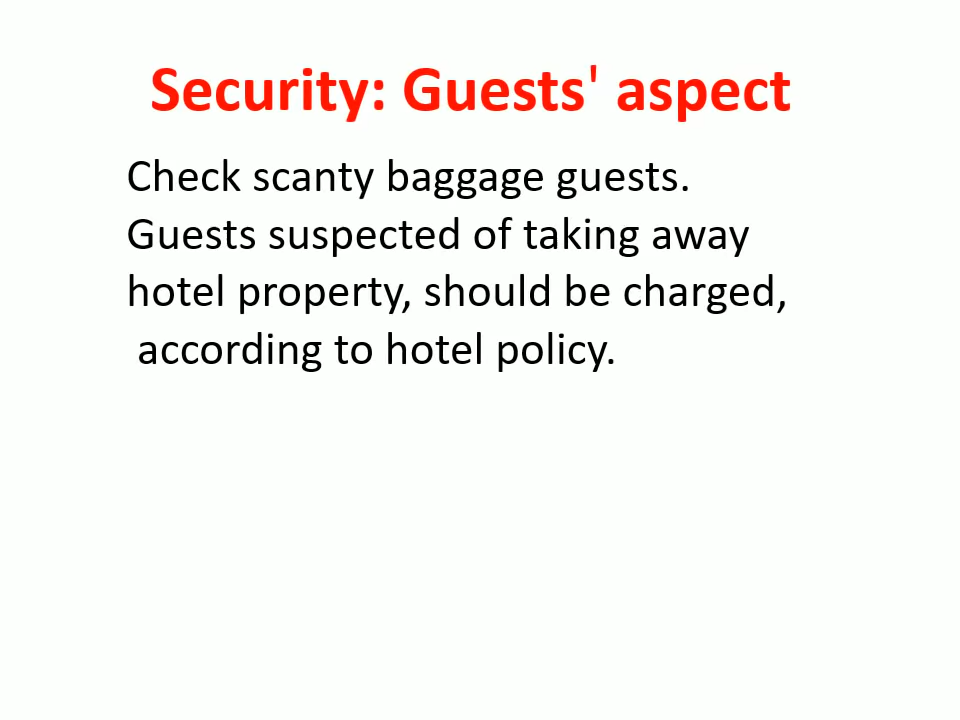 Security: Guests' aspect
Check scanty baggage guests.
Guests suspected of taking away
hotel property, should be charged,
according to hotel policy.